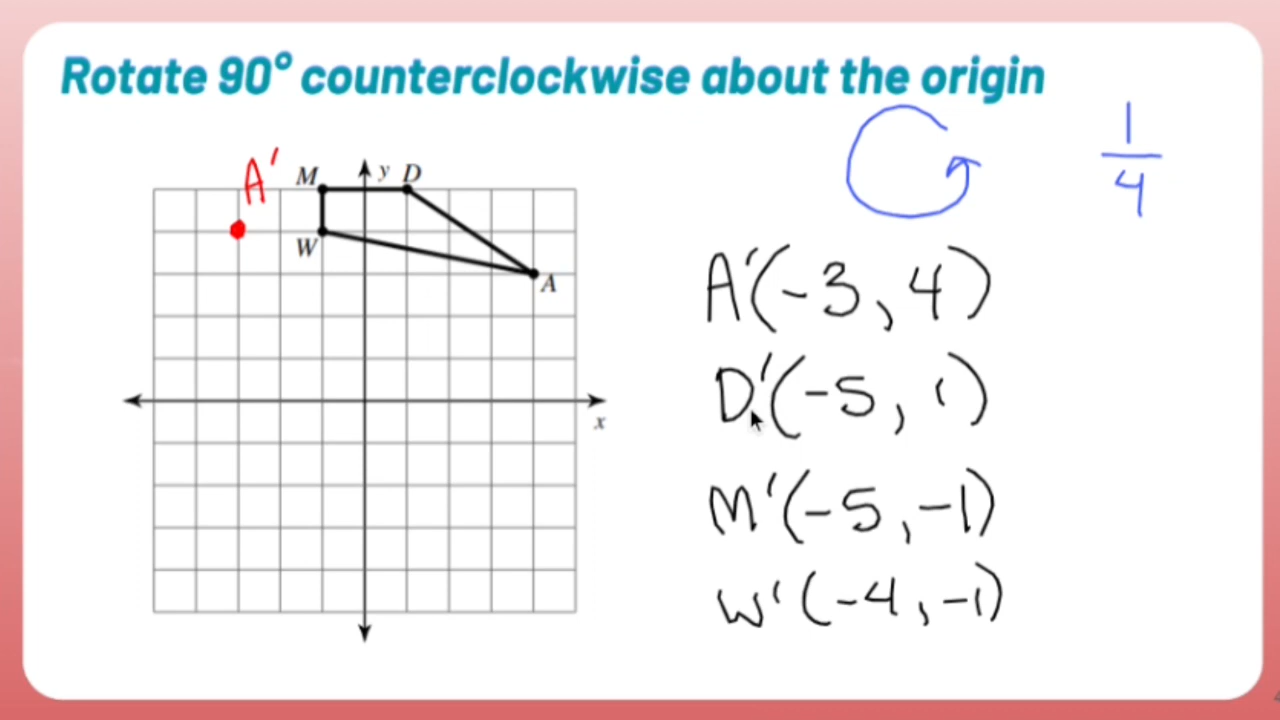 Rotate 90° counterclockwise about the origin
1
4
A'
M
y
D
W
A
x
A'(-3, 4)
D'(-5, 1)
M'(-5, -1)
W'(-4, -1)